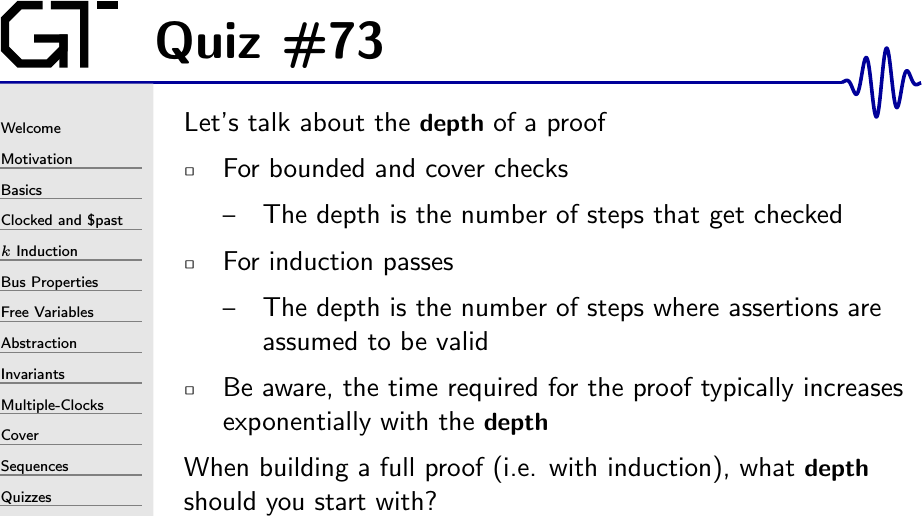 GT
Quiz #73
Welcome
Motivation
Basics
Clocked and $past
k Induction
Bus Properties
Free Variables
Abstraction
Invariants
Multiple-Clocks
Cover
Sequences
Quizzes
Let's talk about the depth of a proof
▫ For bounded and cover checks
– The depth is the number of steps that get checked
▫ For induction passes
– The depth is the number of steps where assertions are
assumed to be valid
▫ Be aware, the time required for the proof typically increases
exponentially with the depth
When building a full proof (i.e. with induction), what depth
should you start with?